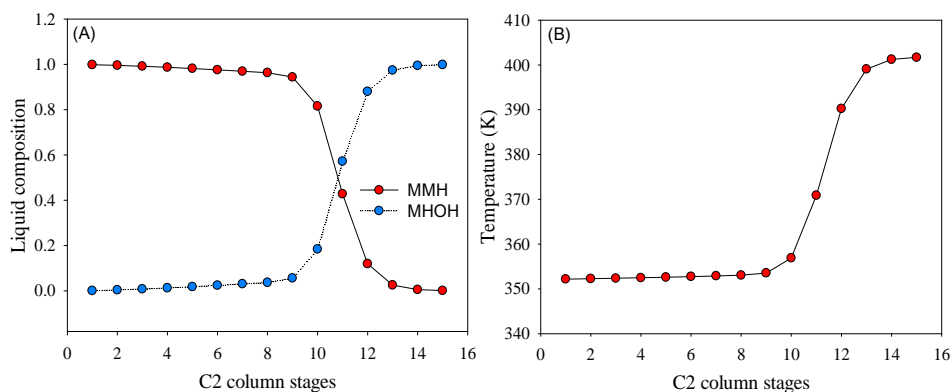 (A)
Liquid composition
1.2
1.0
0.8
0.6
0.4
0.2
0.0
MMH
MHOH
0 2 4 6 8 10 12 14 16
C2 column stages
(B)
Temperature (K)
400
390
380
370
360
350
340
0 2 4 6 8 10 12 14 16
C2 column stages